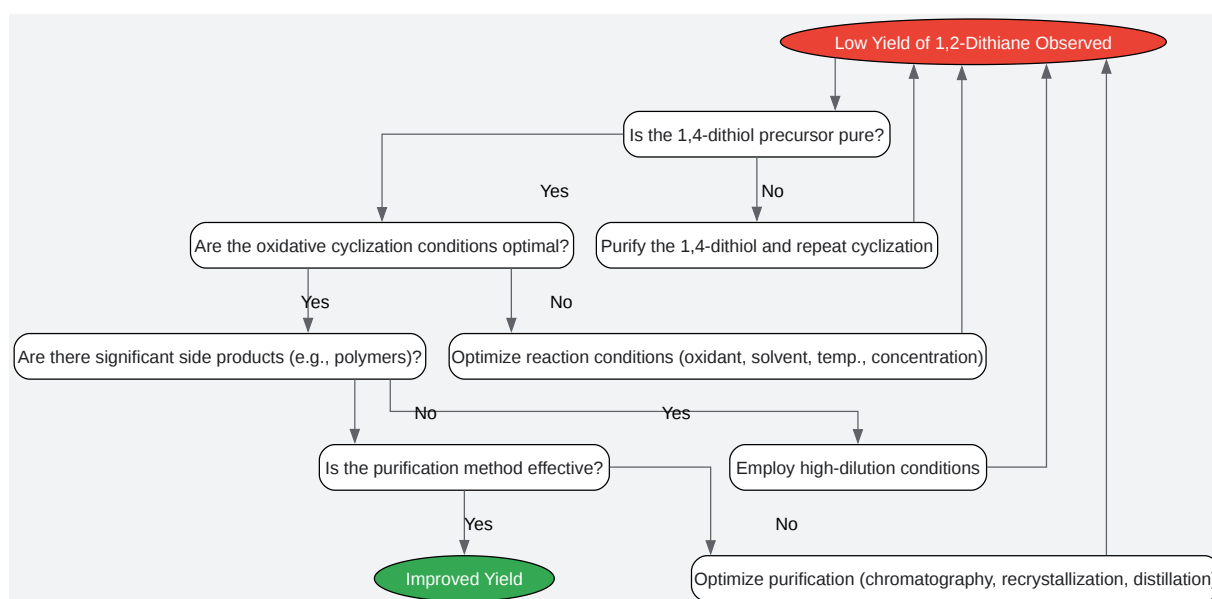 Low Yield of 1,2-Dithiane Observed
Is the 1,4-dithiol precursor pure?
Yes
No
Are the oxidative cyclization conditions optimal?
Purify the 1,4-dithiol and repeat cyclization
Yes
No
Are there significant side products (e.g., polymers)?
Optimize reaction conditions (oxidant, solvent, temp., concentration)
No
Yes
Is the purification method effective?
Employ high-dilution conditions
Yes
No
Improved Yield
Optimize purification (chromatography, recrystallization, distillation)